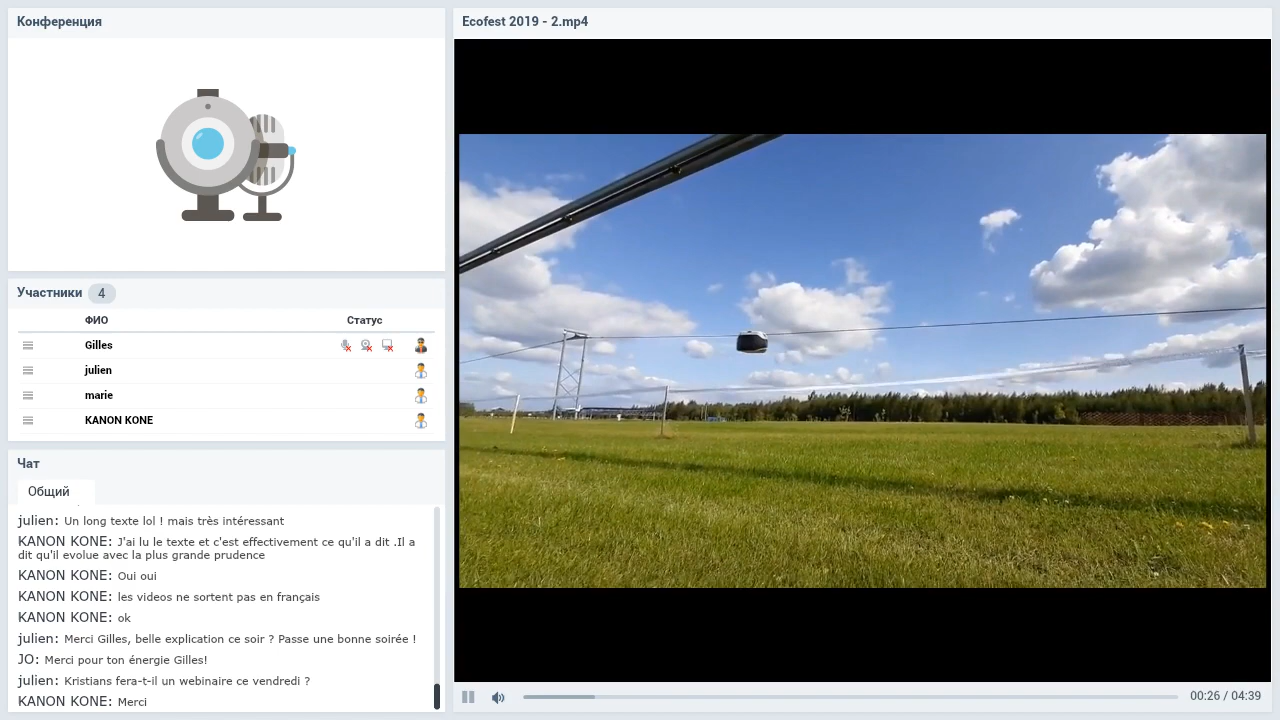 Конференция
Ecofest 2019 - 2.mp4
Участники 4
ФИО Статус
Gilles
julien
marie
KANON KONE
Чат
Общий
julien: Un long texte lol ! mais très intéressant
KANON KONE: J'ai lu le texte et c'est effectivement ce qu'il a dit .Il a
dit qu'il evolue avec la plus grande prudence
KANON KONE: Oui oui
KANON KONE: les videos ne sortent pas en français
KANON KONE: ok
julien: Merci Gilles, belle explication ce soir ? Passe une bonne soirée !
JO: Merci pour ton énergie Gilles!
julien: Kristians fera-t-il un webinaire ce vendredi ?
KANON KONE: Merci
00:26 / 04:39